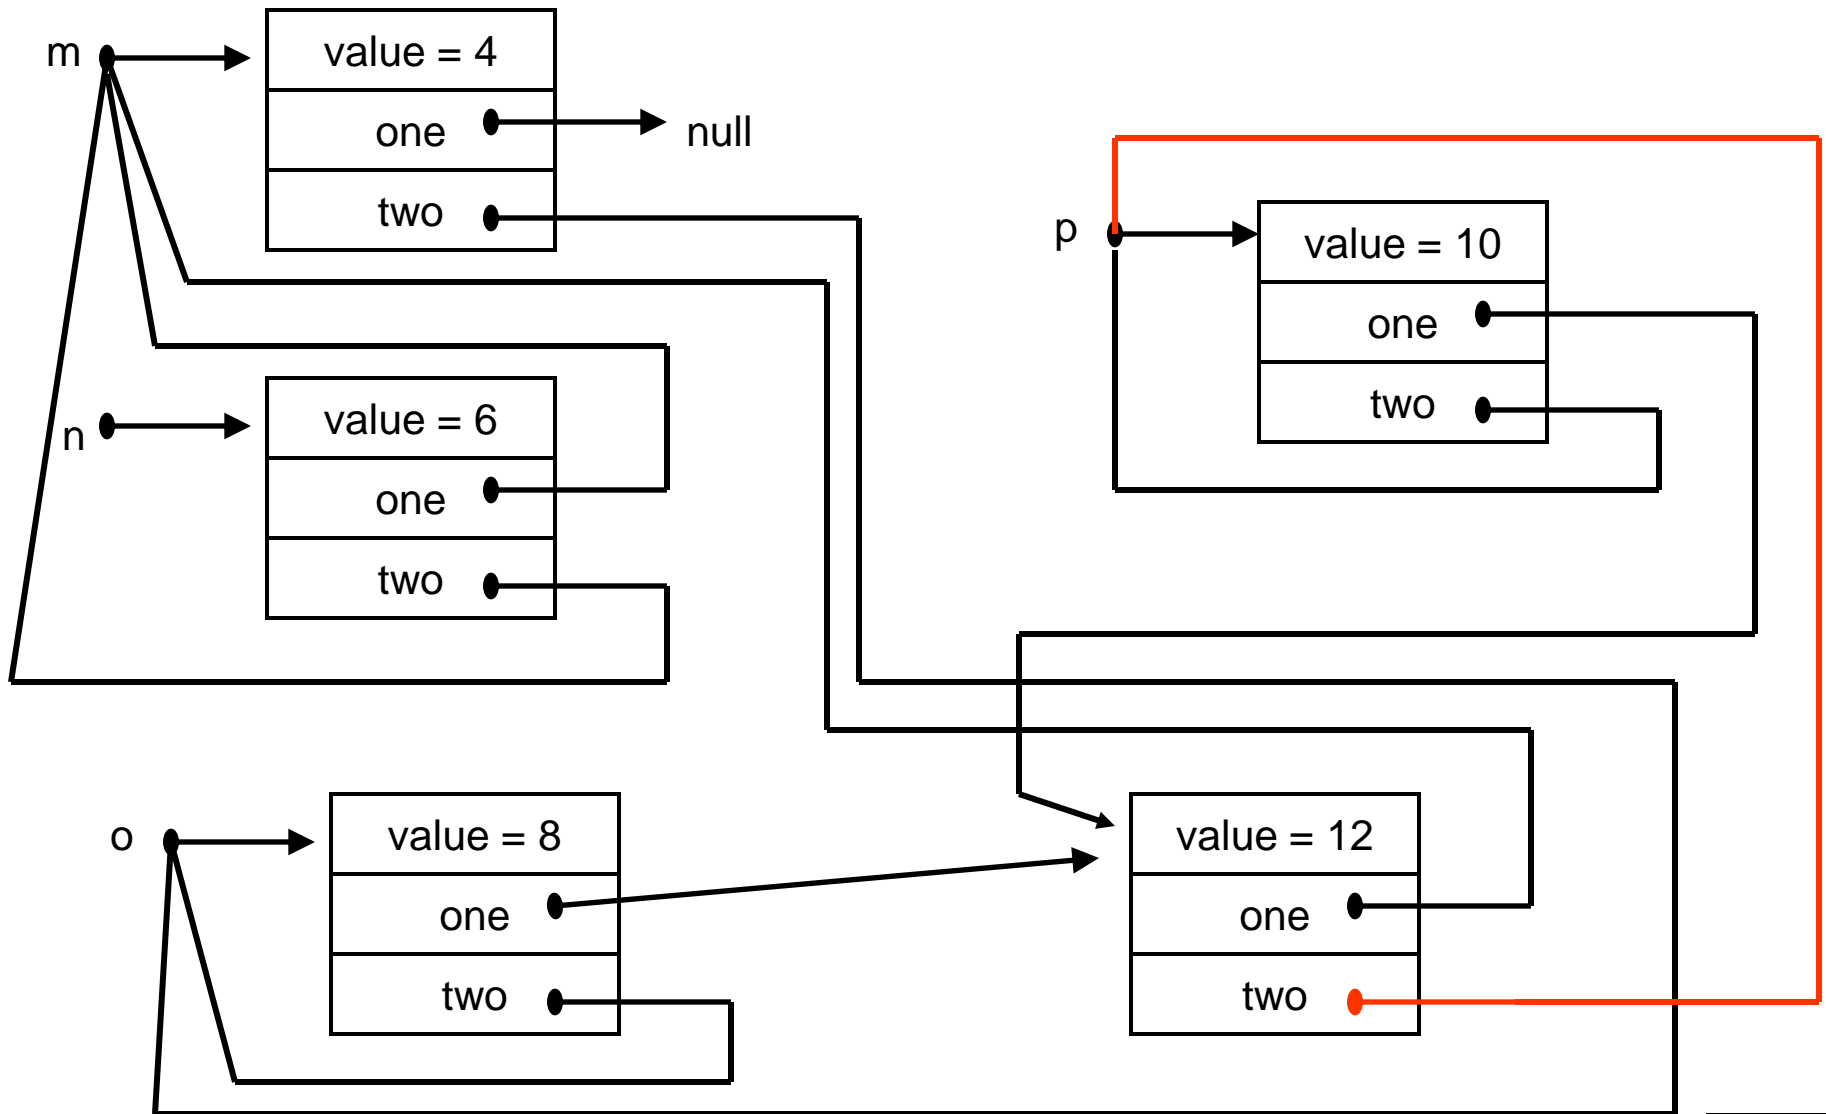 m
value = 4
one
null
two
p
value = 10
one
two
n
value = 6
one
two
o
value = 8
one
two
value = 12
one
two